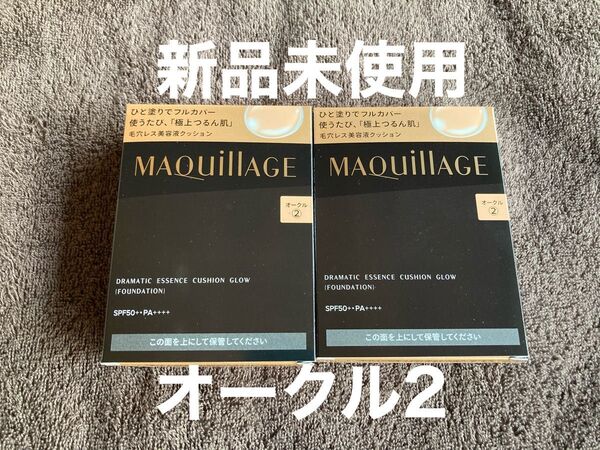 新品未使用
ひと塗りでフルカバー
使うたび、「極上つるん肌」
毛穴レス美容液クッション
MAQuillAGE
オークル
②
DRAMATIC ESSENCE CUSHION GLOW
(FOUNDATION)
SPF50+・PA++++
この面を上にして保管してください
ひと塗りでフルカバー
使うたび、「極上つるん肌」
毛穴レス美容液クッション
MAQuillAGE
オークル
②
DRAMATIC ESSENCE CUSHION GLOW
(FOUNDATION)
SPF50+・PA++++
この面を上にして保管してください
オークル2